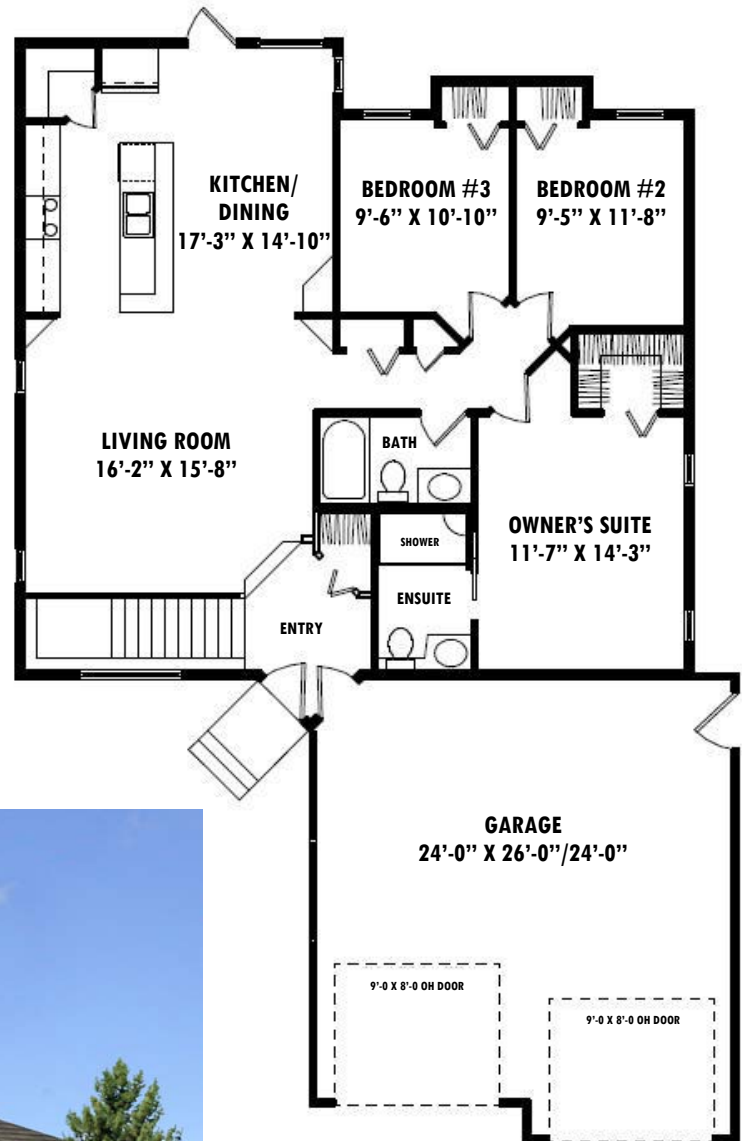 KITCHEN/
DINING
17'-3” X 14'-10”
BEDROOM #3
9'-6” X 10'-10”
BEDROOM #2
9'-5” X 11'-8”
LIVING ROOM
16'-2” X 15'-8”
BATH
SHOWER
ENSUITE
OWNER'S SUITE
11'-7” X 14'-3”
ENTRY
GARAGE
24'-0” X 26'-0”/24'-0”
9'-0 X 8'-0 OH DOOR
9'-0 X 8'-0 OH DOOR